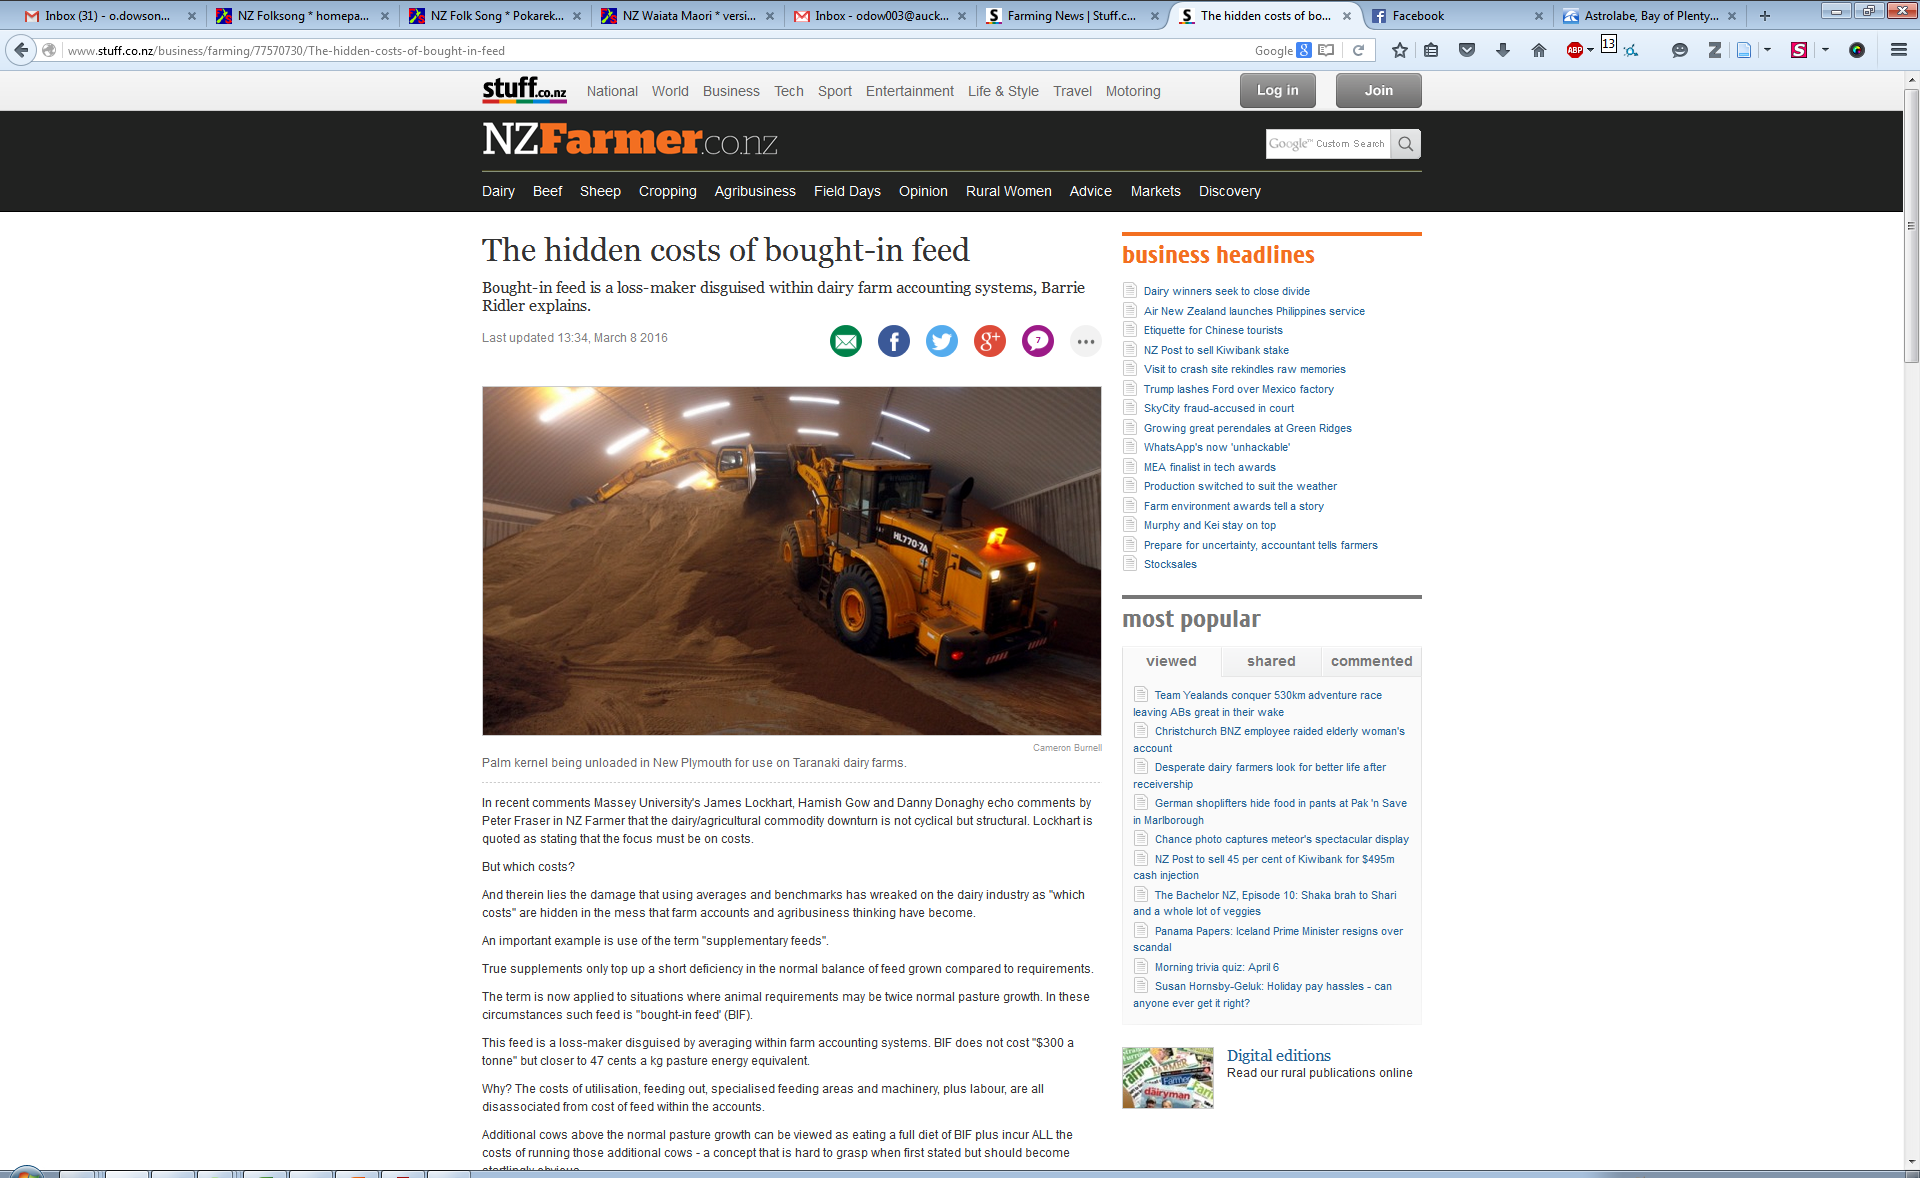 Inbox (31) - o.dowson...
NZ Folksong * homepa...
NZ Folk Song * Pokarek...
NZ Waiata Maori * versi...
Inbox - odow003@auck...
Farming News | Stuff.c...
The hidden costs of bo...
Facebook
Astrolabe, Bay of Plenty...
www.stuff.co.nz/business/farming/77570730/The-hidden-costs-of-bought-in-feed
Google
ABP
13
stuff.co.nz
National World Business Tech Sport Entertainment Life & Style Travel Motoring
Log in
Join
NZFarmer.co.nz
Google™ Custom Search
Dairy Beef Sheep Cropping Agribusiness Field Days Opinion Rural Women Advice Markets Discovery
The hidden costs of bought-in feed
Bought-in feed is a loss-maker disguised within dairy farm accounting systems, Barrie
Ridler explains.
Last updated 13:34, March 8 2016
7
HL770-7A
Cameron Burnell
Palm kernel being unloaded in New Plymouth for use on Taranaki dairy farms.
In recent comments Massey University's James Lockhart, Hamish Gow and Danny Donaghy echo comments by
Peter Fraser in NZ Farmer that the dairy/agricultural commodity downturn is not cyclical but structural. Lockhart is
quoted as stating that the focus must be on costs.
But which costs?
And therein lies the damage that using averages and benchmarks has wreaked on the dairy industry as "which
costs" are hidden in the mess that farm accounts and agribusiness thinking have become.
An important example is use of the term "supplementary feeds".
True supplements only top up a short deficiency in the normal balance of feed grown compared to requirements.
The term is now applied to situations where animal requirements may be twice normal pasture growth. In these
circumstances such feed is "bought-in feed' (BIF).
This feed is a loss-maker disguised by averaging within farm accounting systems. BIF does not cost "$300 a
tonne" but closer to 47 cents a kg pasture energy equivalent.
Why? The costs of utilisation, feeding out, specialised feeding areas and machinery, plus labour, are all
disassociated from cost of feed within the accounts.
Additional cows above the normal pasture growth can be viewed as eating a full diet of BIF plus incur ALL the
costs of running those additional cows - a concept that is hard to grasp when first stated but should become
startlingly obvious
business headlines
Dairy winners seek to close divide
Air New Zealand launches Philippines service
Etiquette for Chinese tourists
NZ Post to sell Kiwibank stake
Visit to crash site rekindles raw memories
Trump lashes Ford over Mexico factory
SkyCity fraud-accused in court
Growing great perendales at Green Ridges
WhatsApp's now 'unhackable'
MEA finalist in tech awards
Production switched to suit the weather
Farm environment awards tell a story
Murphy and Kei stay on top
Prepare for uncertainty, accountant tells farmers
Stocksales
most popular
viewed shared commented
Team Yealands conquer 530km adventure race
leaving ABs great in their wake
Christchurch BNZ employee raided elderly woman's
account
Desperate dairy farmers look for better life after
receivership
German shoplifters hide food in pants at Pak 'n Save
in Marlborough
Chance photo captures meteor's spectacular display
NZ Post to sell 45 per cent of Kiwibank for $495m
cash injection
The Bachelor NZ, Episode 10: Shaka brah to Shari
and a whole lot of veggies
Panama Papers: Iceland Prime Minister resigns over
scandal
Morning trivia quiz: April 6
Susan Hornsby-Geluk: Holiday pay hassles - can
anyone ever get it right?
Digital editions
Read our rural publications online
dairyman